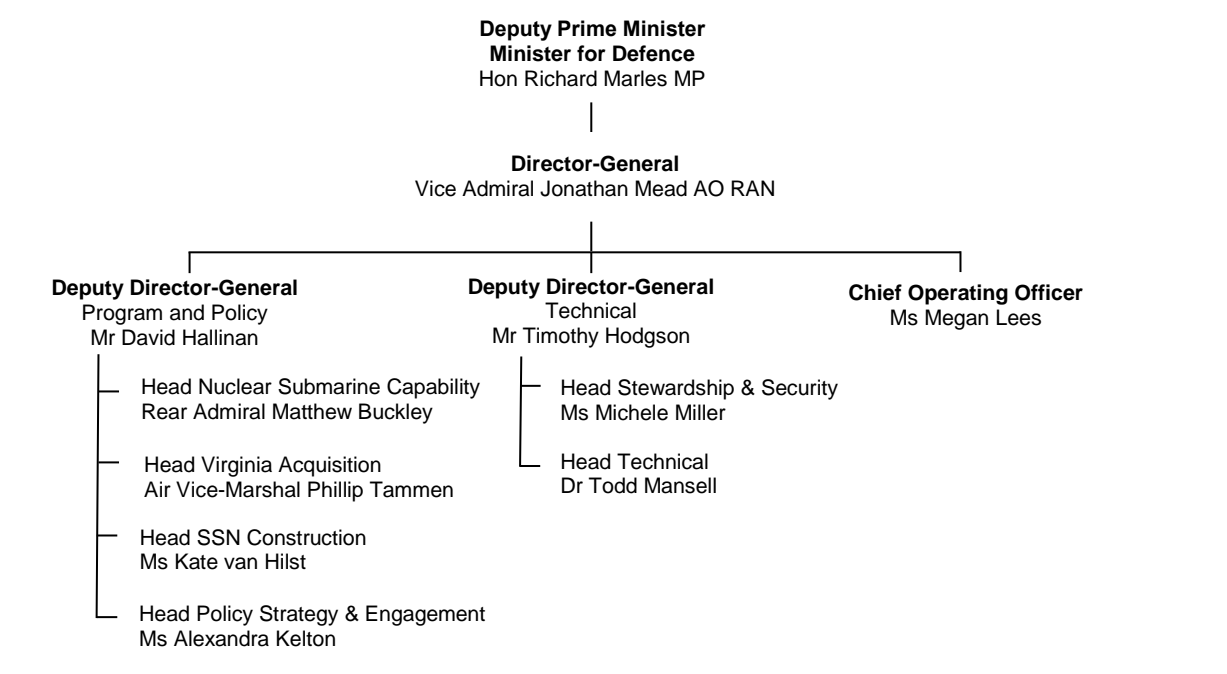 Deputy Prime Minister
Minister for Defence
Hon Richard Marles MP
Director-General
Vice Admiral Jonathan Mead AO RAN
Deputy Director-General
Program and Policy
Mr David Hallinan
Head Nuclear Submarine Capability
Rear Admiral Matthew Buckley
Head Virginia Acquisition
Air Vice-Marshal Phillip Tammen
Head SSN Construction
Ms Kate van Hilst
Head Policy Strategy & Engagement
Ms Alexandra Kelton
Deputy Director-General
Technical
Mr Timothy Hodgson
Head Stewardship & Security
Ms Michele Miller
Head Technical
Dr Todd Mansell
Chief Operating Officer
Ms Megan Lees